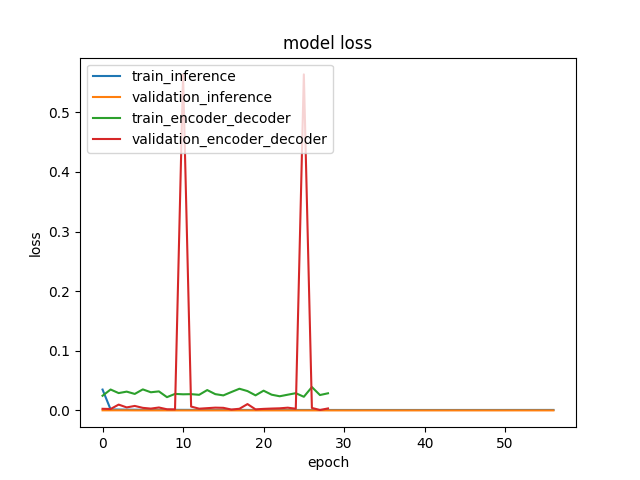 model loss
train_inference
validation_inference
train_encoder_decoder
validation_encoder_decoder
loss
0.5
0.4
0.3
0.2
0.1
0.0
0 10 20 30 40 50
epoch